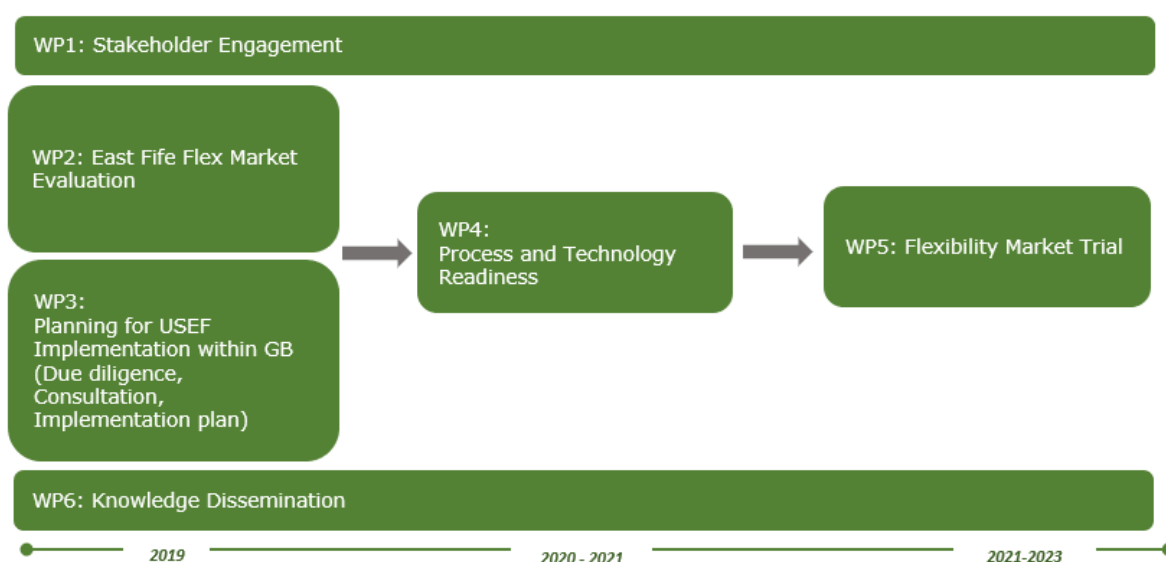 WP1: Stakeholder Engagement
WP2: East Fife Flex Market
Evaluation
WP3:
Planning for USEF
Implementation within GB
(Due diligence,
Consultation,
Implementation plan)
WP4:
Process and Technology
Readiness
WP5: Flexibility Market Trial
WP6: Knowledge Dissemination
2019
2020 - 2021
2021-2023